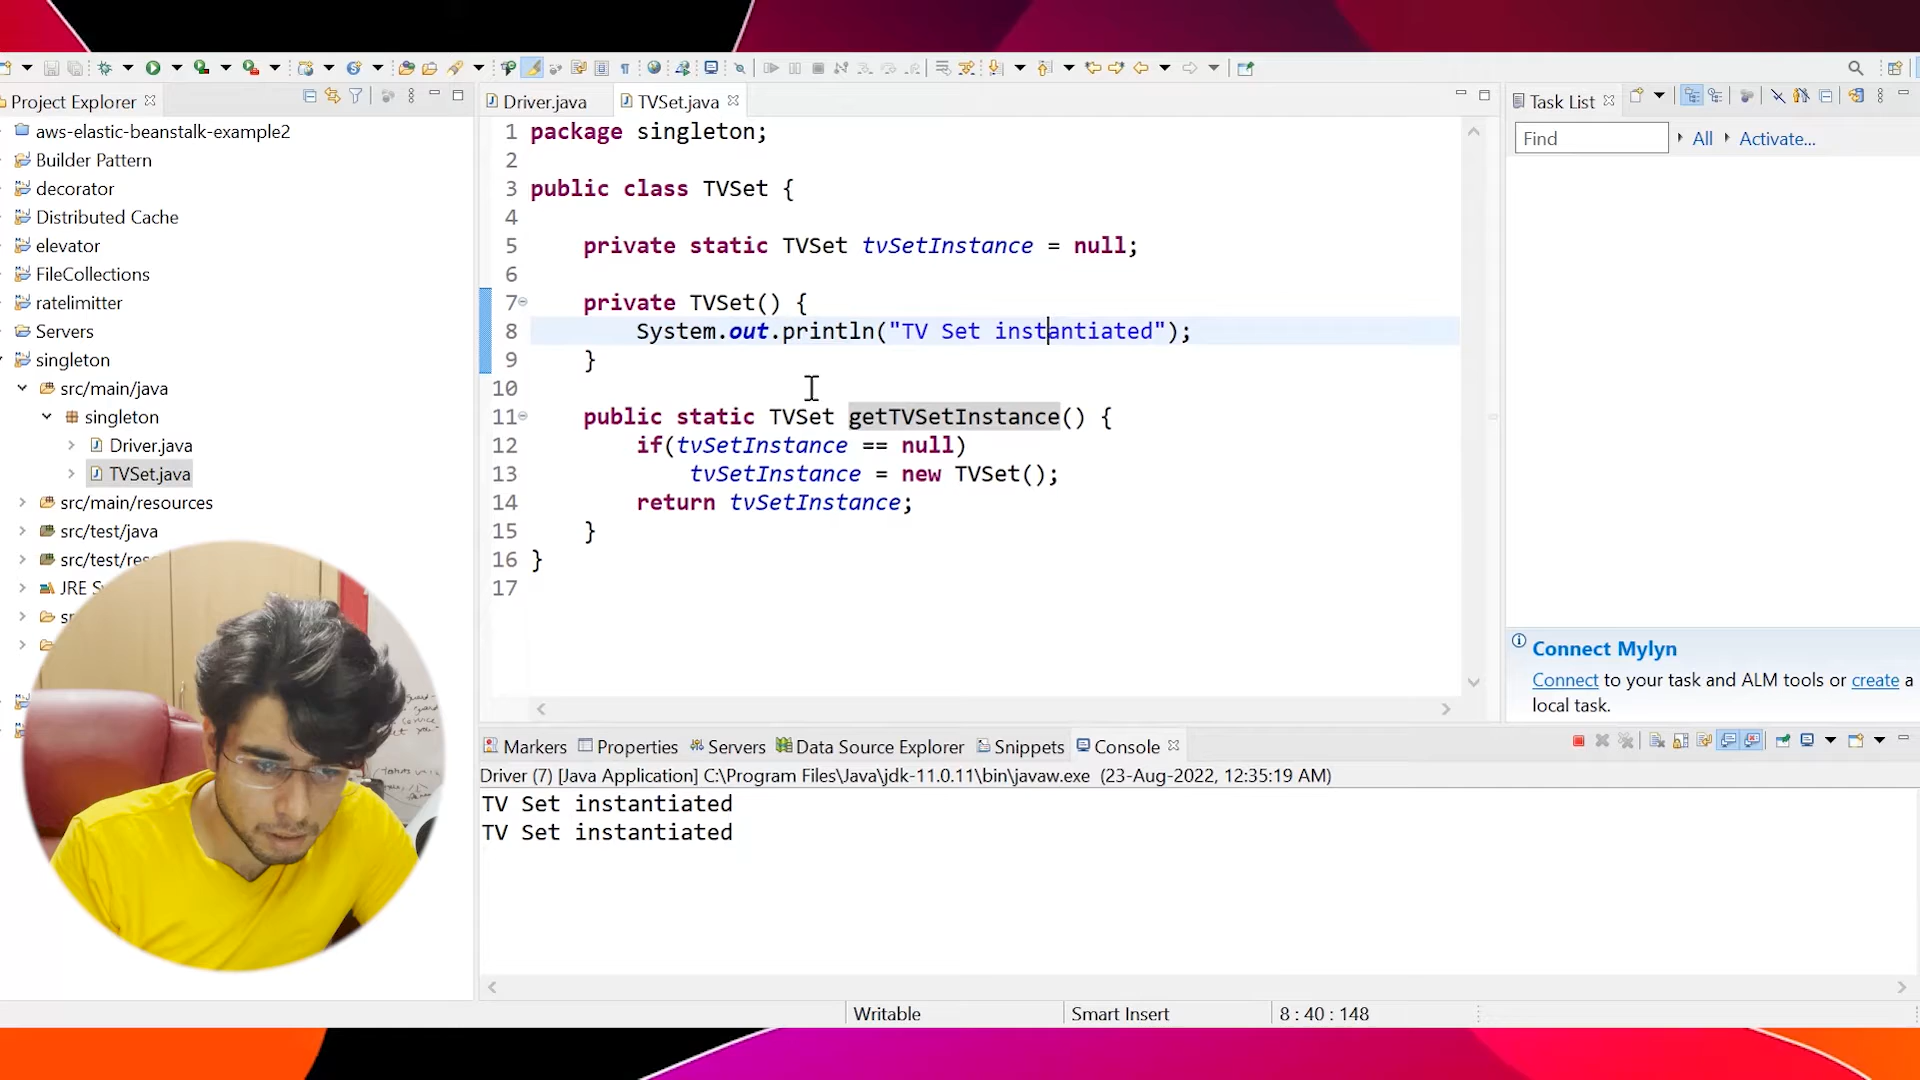 Project Explorer
Driver.java
TVSet.java
Task List
aws-elastic-beanstalk-example2
Builder Pattern
decorator
Distributed Cache
elevator
FileCollections
ratelimitter
Servers
singleton
src/main/java
singleton
Driver.java
TVSet.java
src/main/resources
src/test/java
src/test/res
JRE S
1 package singleton;
2
3 public class TVSet {
4
5 private static TVSet tvSetInstance = null;
6
7 private TVSet() {
8 System.out.println("TV Set instantiated");
9 }
10
11 public static TVSet getTVSetInstance() {
12 if(tvSetInstance == null)
13 tvSetInstance = new TVSet();
14 return tvSetInstance;
15 }
16 }
17
Find
All
Activate...
Connect Mylyn
Connect to your task and ALM tools or create a
local task.
Markers Properties Servers Data Source Explorer Snippets Console
Driver (7) [Java Application] C:\Program Files\Java\jdk-11.0.11\bin\javaw.exe (23-Aug-2022, 12:35:19 AM)
TV Set instantiated
TV Set instantiated
Writable
Smart Insert
8 : 40 : 148